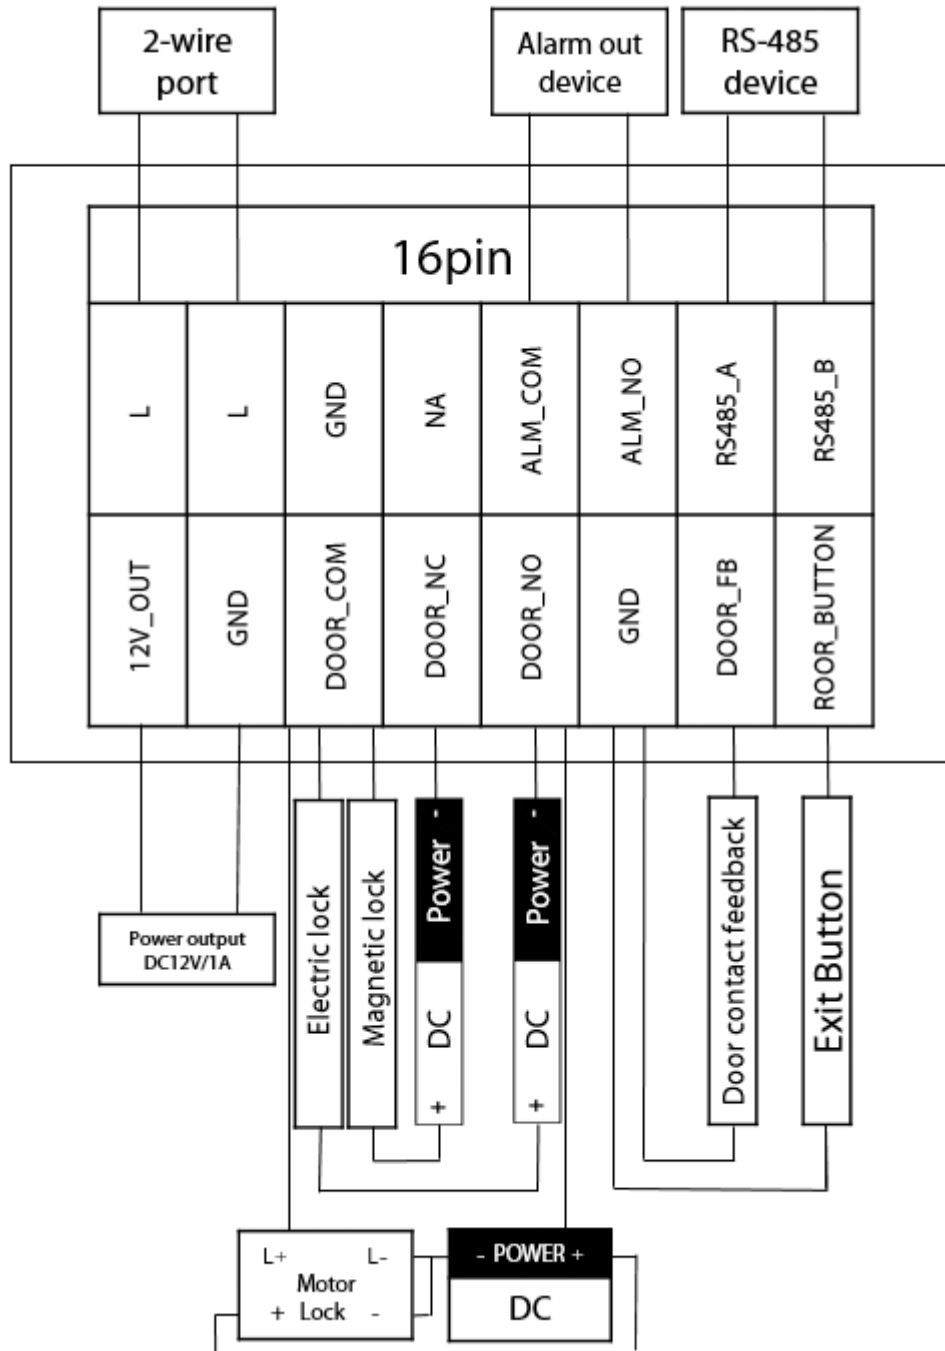 2-wire
port
Alarm out
device
RS-485
device
16pin
L
L
GND
NA
ALM_COM
ALM_NO
RS485_A
RS485_B
12V_OUT
GND
DOOR_COM
DOOR_NC
DOOR_NO
GND
DOOR_FB
ROOR_BUTTON
Power output
DC12V/1A
Electric lock
Magnetic lock
+ DC Power -
+ DC Power -
Door contact feedback
Exit Button
L+ L-
Motor
+ Lock -
- POWER +
DC